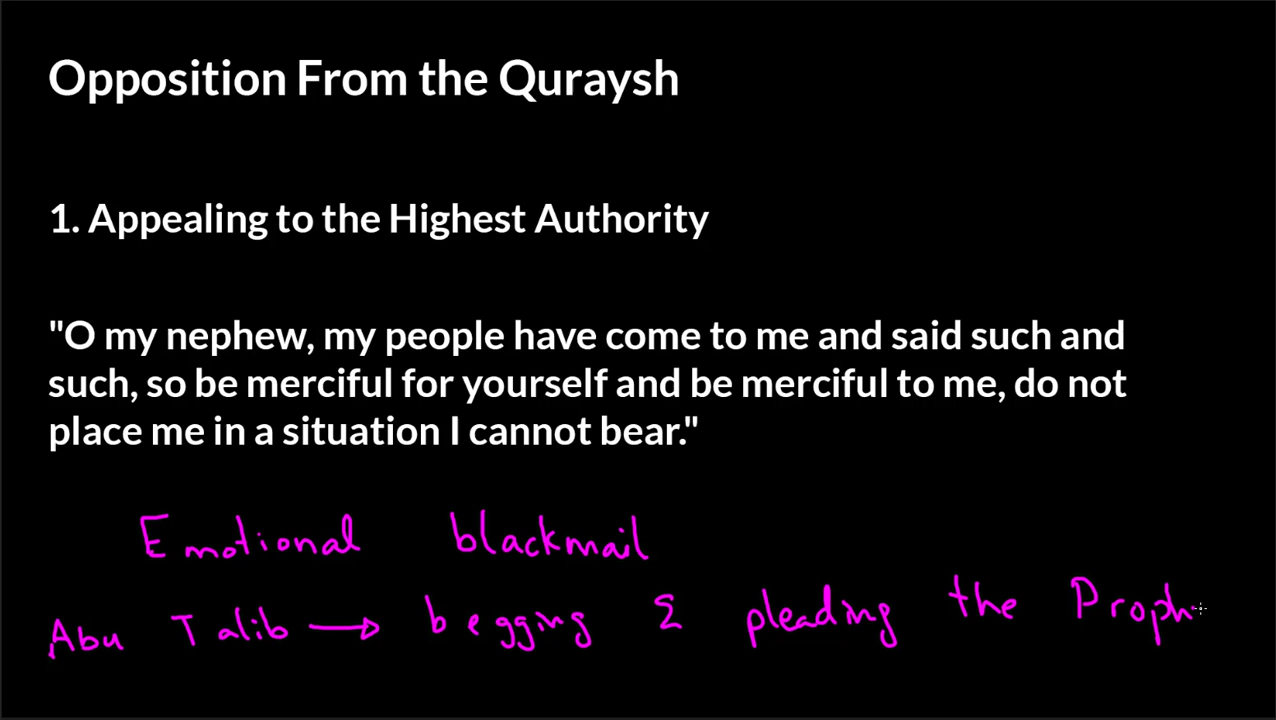 Opposition From the Quraysh
1. Appealing to the Highest Authority
"O my nephew, my people have come to me and said such and
such, so be merciful for yourself and be merciful to me, do not
place me in a situation I cannot bear."
Emotional blackmail
Abu Talib → begging & pleading the Proph